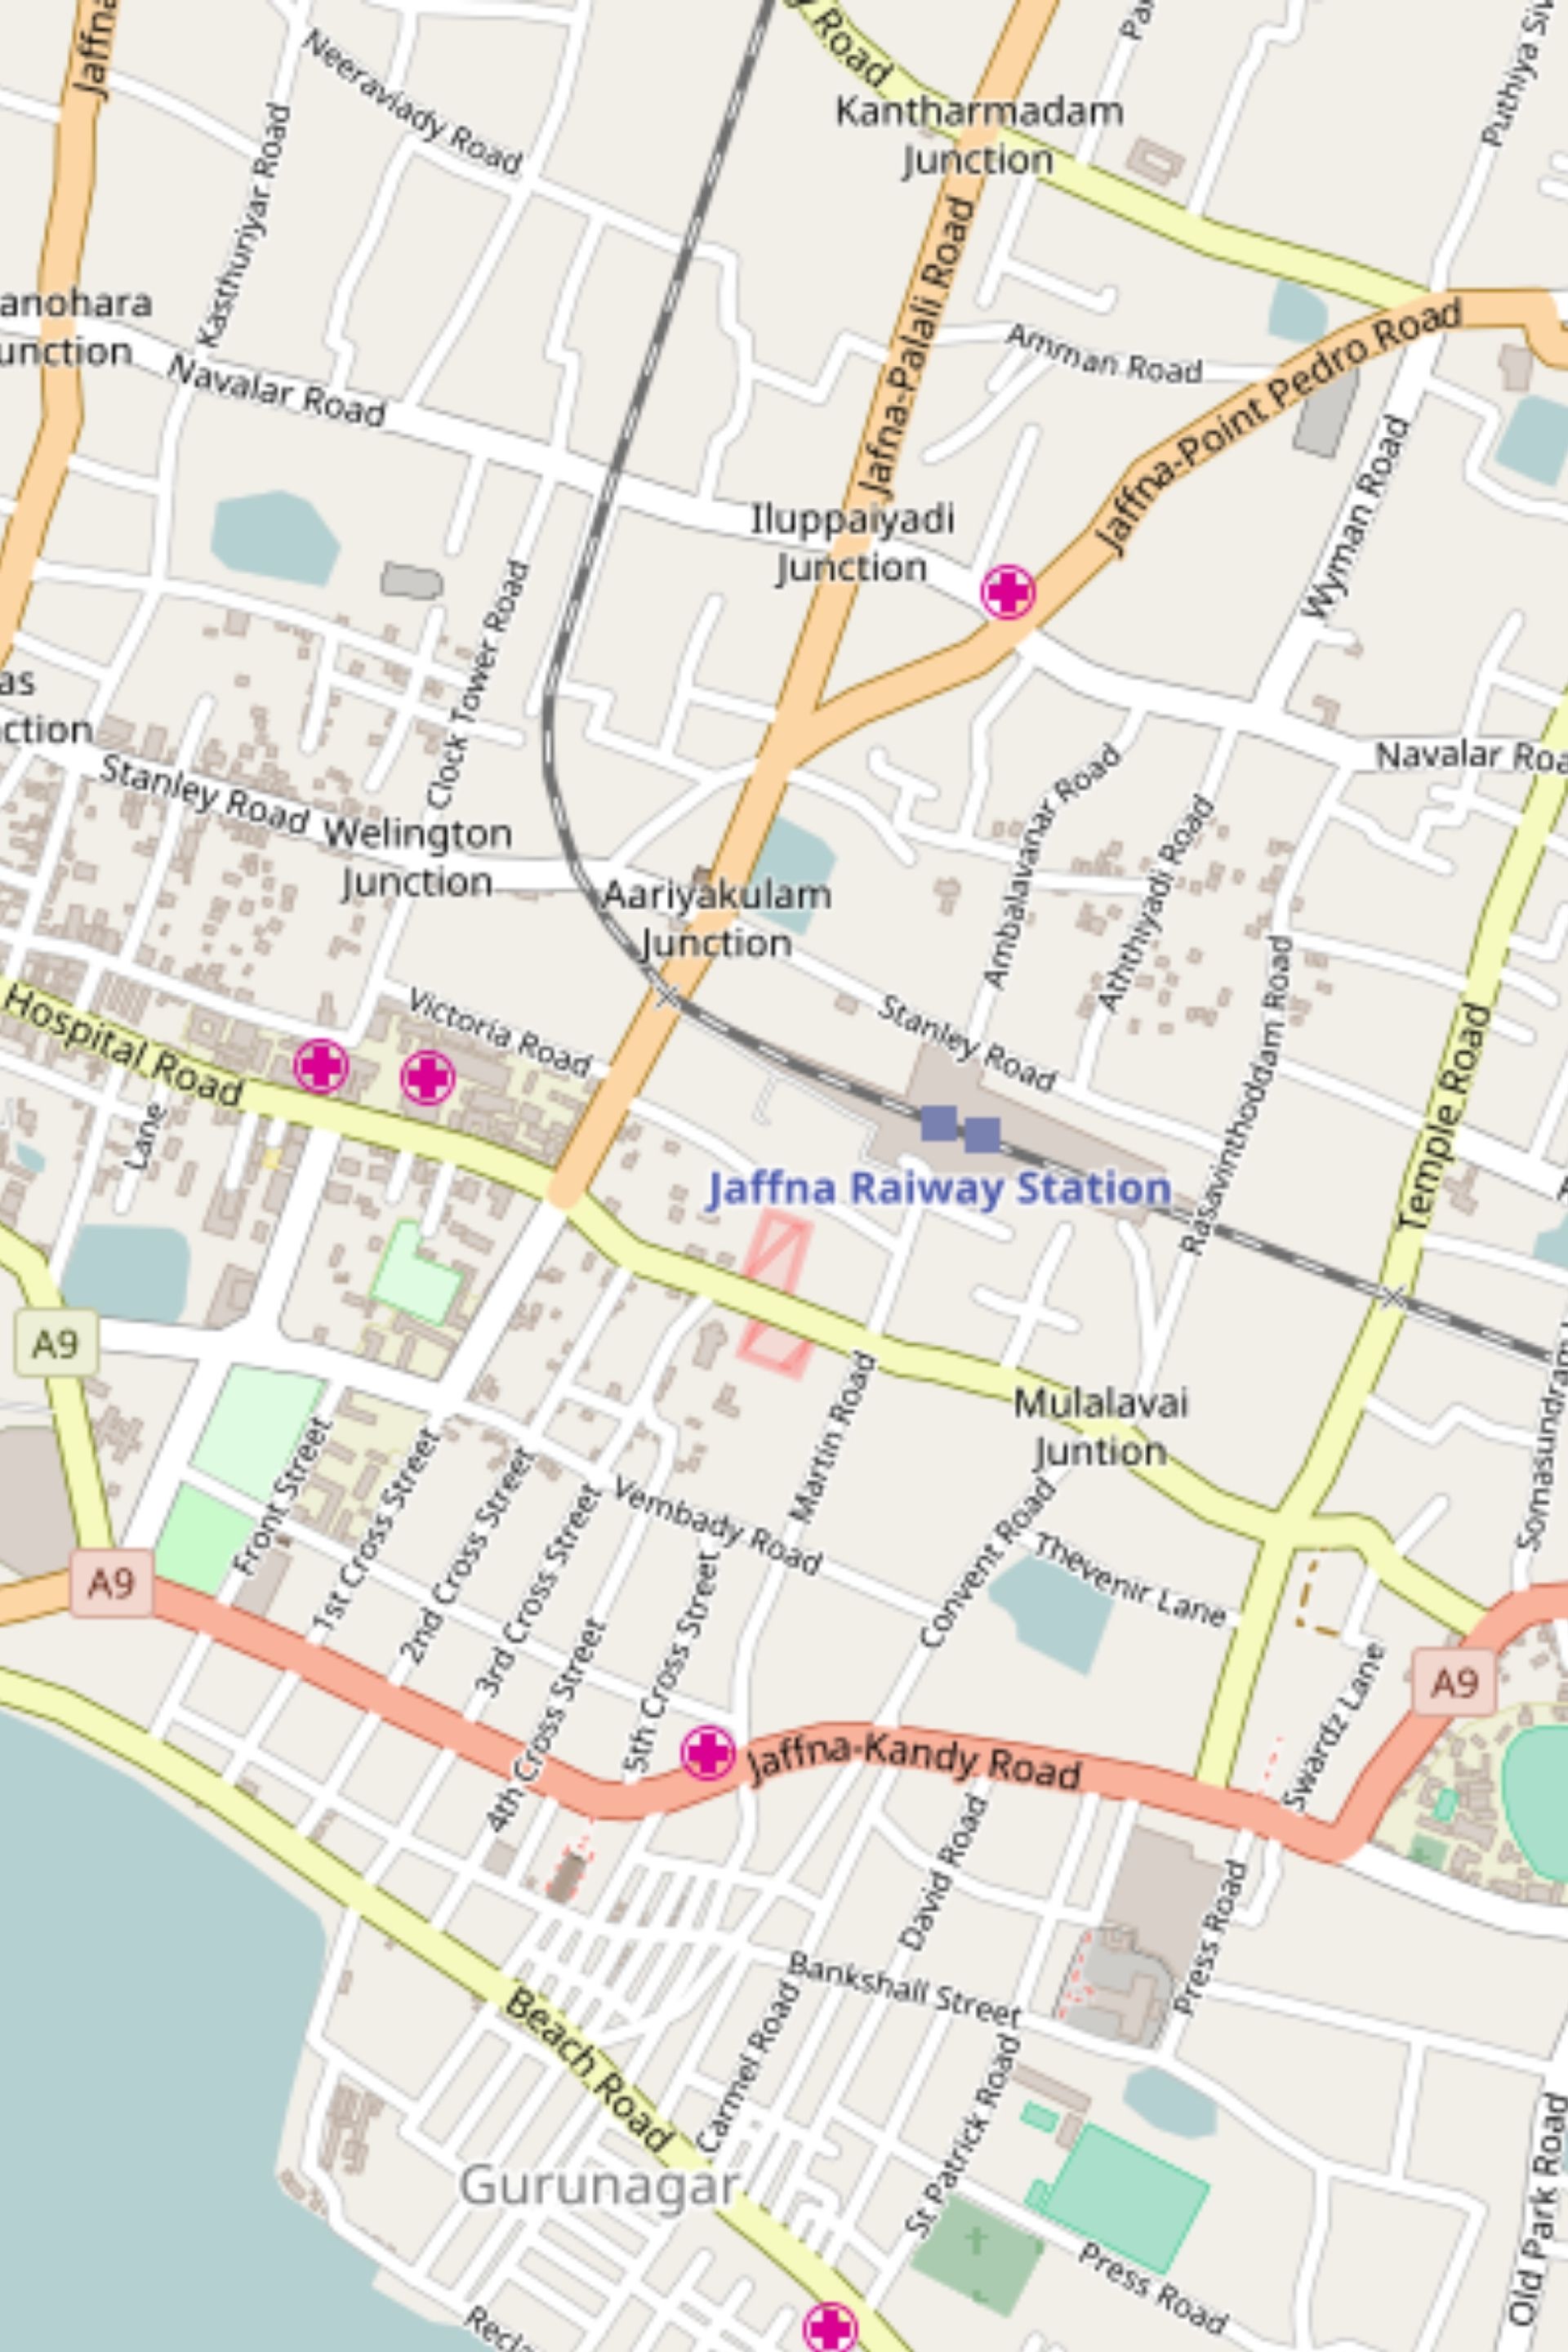 Jaffna
Neeraviady Road
y Road
Kantharmadam
Junction
Puthiya
Kasthuriyar Road
Jafna-Palali Road
anohara
unction
Amman Road
Jaffna-Point Pedro Road
Navalar Road
Wyman Road
Iluppaiyadi
Junction
Clock Tower Road
as
ction
Navalar Roa
Stanley Road
Welington
Junction
Ambalavanar Road
Aththiyadi Road
Aariyakulam
Junction
Hospital Road
Victoria Road
Stanley Road
Rasavinthoddam Road
Temple Road
Lane
Jaffna Raiway Station
A9
Martin Road
Mulalavai
Juntion
Somasundram
Front Street
1st Cross Street
2nd Cross Street
3rd Cross Street
4th Cross Street
5th Cross Street
Vembady Road
Convent Road
Thevenir Lane
A9
A9
Swardz Lane
Jaffna-Kandy Road
David Road
Press Road
Bankshall Street
Beach Road
Carmel Road
St Patrick Road
Gurunagar
Press Road
Old Park Road
Recla